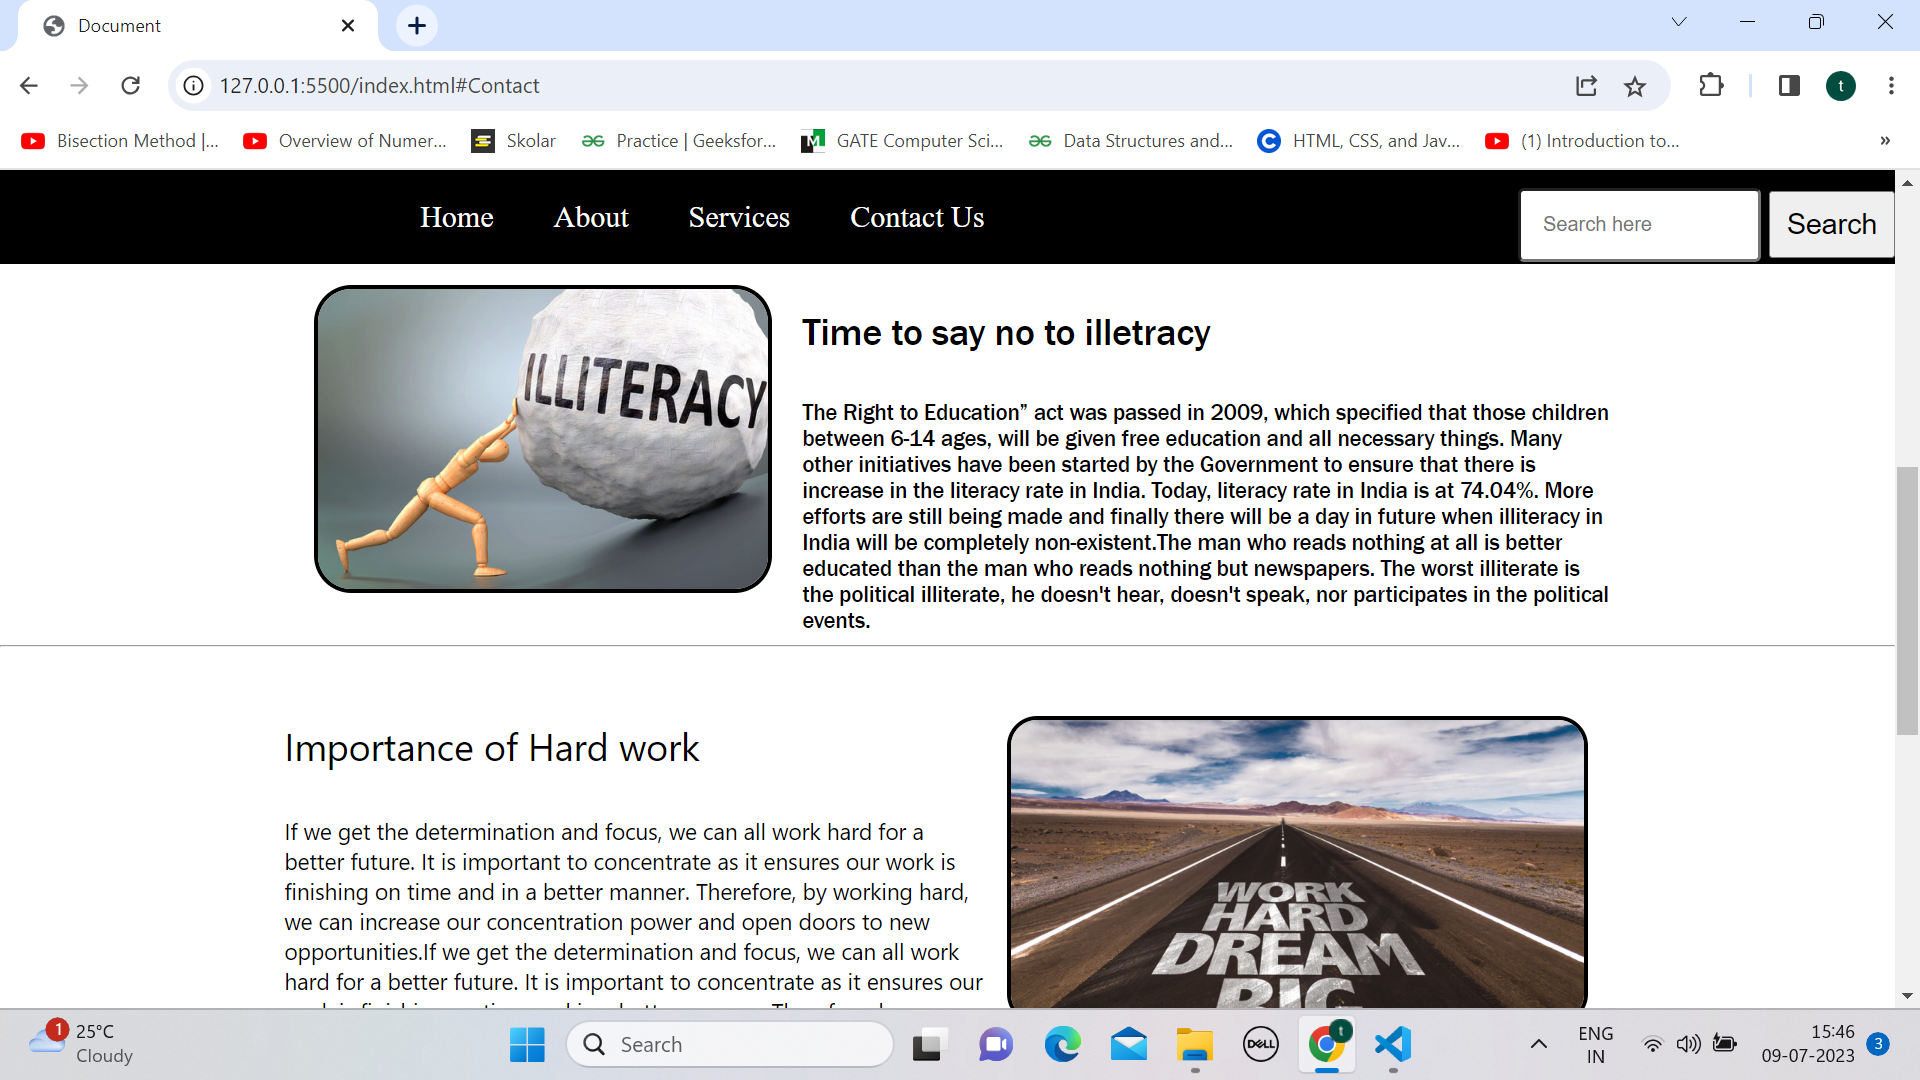 Document
127.0.0.1:5500/index.html#Contact
t
Bisection Method |...
Overview of Numer...
Skolar
Practice | Geeksfor...
M
GATE Computer Sci...
Data Structures and...
C
HTML, CSS, and Jav...
(1) Introduction to...
»
Home
About
Services
Contact Us
Search here
Search
ILLITERACY
Time to say no to illetracy
The Right to Education” act was passed in 2009, which specified that those children
between 6-14 ages, will be given free education and all necessary things. Many
other initiatives have been started by the Government to ensure that there is
increase in the literacy rate in India. Today, literacy rate in India is at 74.04%. More
efforts are still being made and finally there will be a day in future when illiteracy in
India will be completely non-existent.The man who reads nothing at all is better
educated than the man who reads nothing but newspapers. The worst illiterate is
the political illiterate, he doesn't hear, doesn't speak, nor participates in the political
events.
Importance of Hard work
If we get the determination and focus, we can all work hard for a
better future. It is important to concentrate as it ensures our work is
finishing on time and in a better manner. Therefore, by working hard,
we can increase our concentration power and open doors to new
opportunities.If we get the determination and focus, we can all work
hard for a better future. It is important to concentrate as it ensures our
WORK
HARD
DREAM
BIG
1
25°C
Cloudy
Search
DELL
t
ENG
IN
15:46
09-07-2023
3